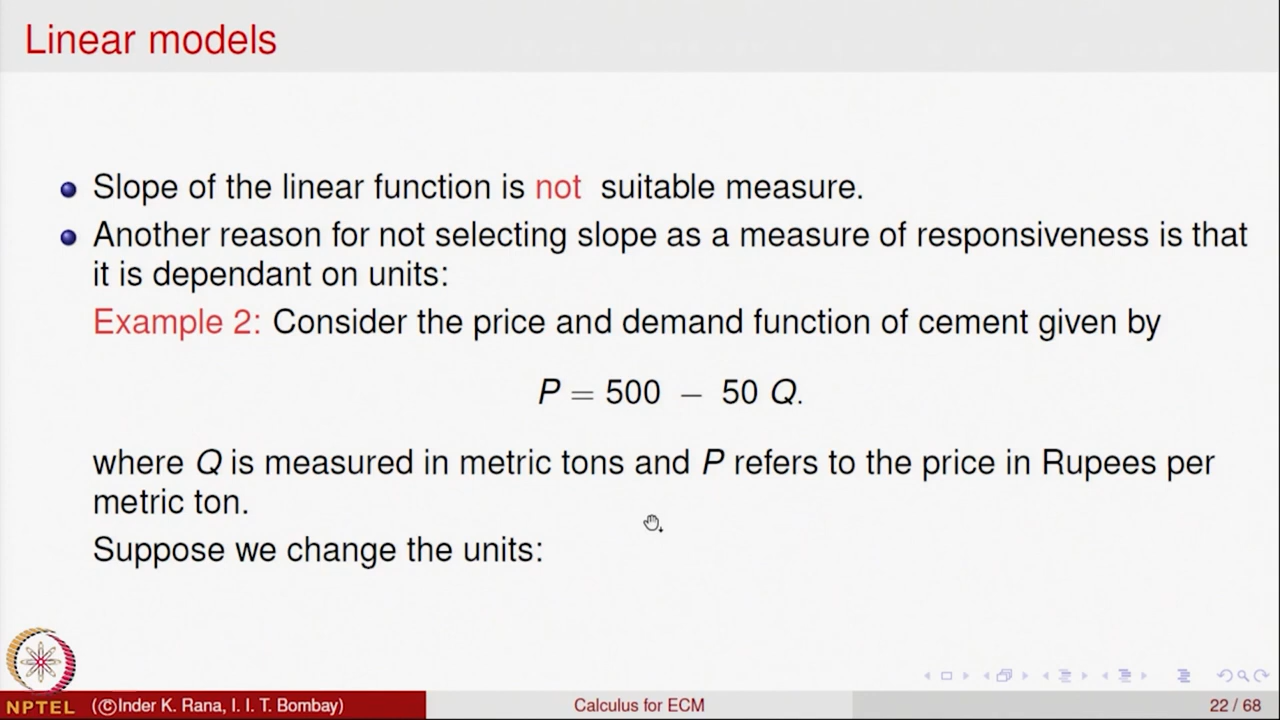 Linear models
Slope of the linear function is not suitable measure.
Another reason for not selecting slope as a measure of responsiveness is that
it is dependant on units:
Example 2: Consider the price and demand function of cement given by
P = 500 − 50 Q.
where Q is measured in metric tons and P refers to the price in Rupees per
metric ton.
Suppose we change the units:
NPTEL
(©Inder K. Rana, I. I. T. Bombay)
Calculus for ECM
22 / 68